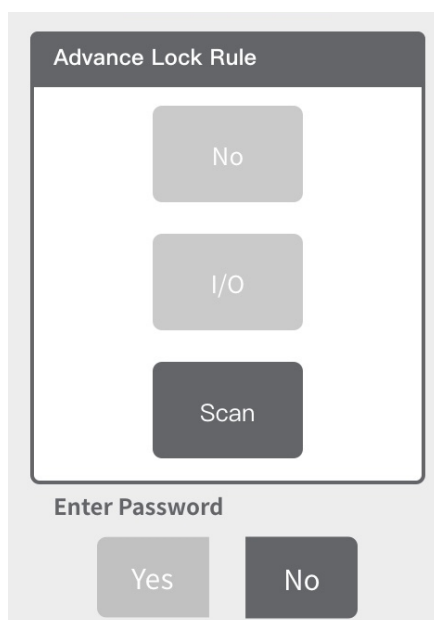 Advance Lock Rule
No
I/O
Scan
Enter Password
Yes No